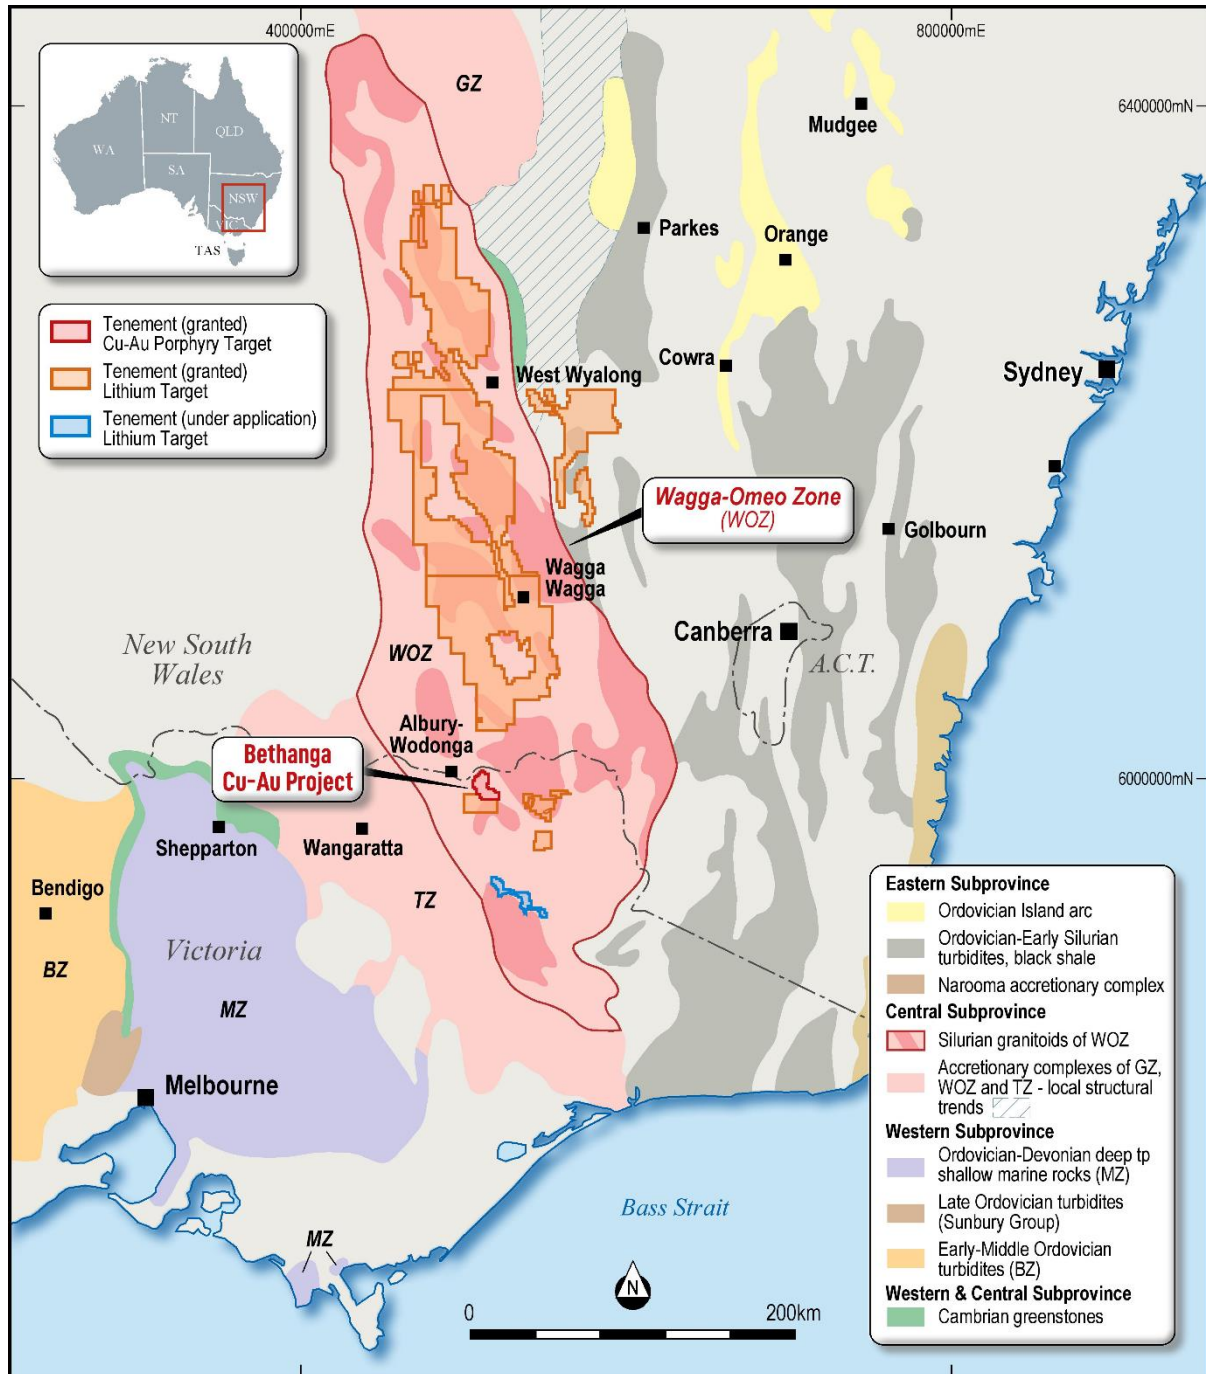 400000mE
800000mE
6400000mN
6000000mN
WA
NT
QLD
SA
NSW
VIC
TAS
Tenement (granted)
Cu-Au Porphyry Target
Tenement (granted)
Lithium Target
Tenement (under application)
Lithium Target
GZ
Mudgee
Parkes
Orange
Cowra
West Wyalong
Sydney
Wagga-Omeo Zone
(WOZ)
Golbourn
Wagga
Wagga
Canberra
A.C.T.
New South
Wales
WOZ
Albury-
Wodonga
Bethanga
Cu-Au Project
Shepparton
Wangaratta
Bendigo
TZ
BZ
Victoria
MZ
Melbourne
MZ
Bass Strait
N
0
200km
Eastern Subprovince
Ordovician Island arc
Ordovician-Early Silurian
turbidites, black shale
Narooma accretionary complex
Central Subprovince
Silurian granitoids of WOZ
Accretionary complexes of GZ,
WOZ and TZ - local structural
trends
Western Subprovince
Ordovician-Devonian deep tp
shallow marine rocks (MZ)
Late Ordovician turbidites
(Sunbury Group)
Early-Middle Ordovician
turbidites (BZ)
Western & Central Subprovince
Cambrian greenstones